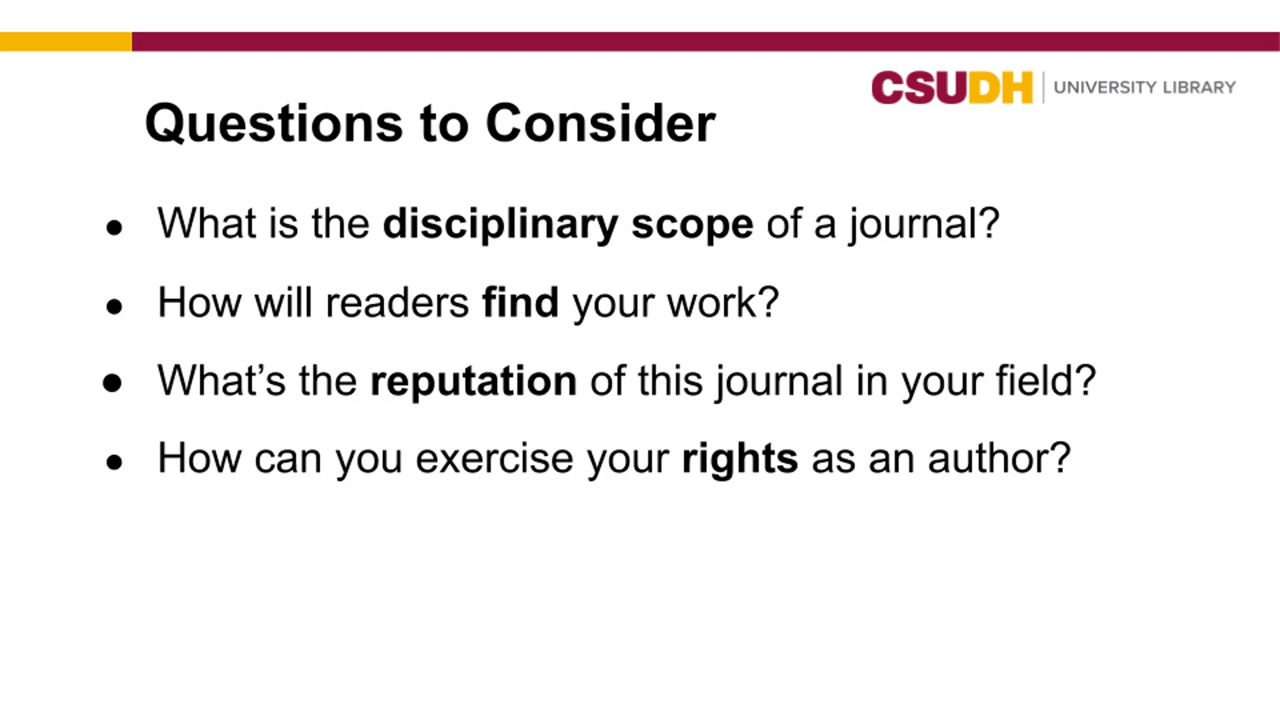 CSUDH | UNIVERSITY LIBRARY
Questions to Consider
● What is the disciplinary scope of a journal?
● How will readers find your work?
● What’s the reputation of this journal in your field?
● How can you exercise your rights as an author?